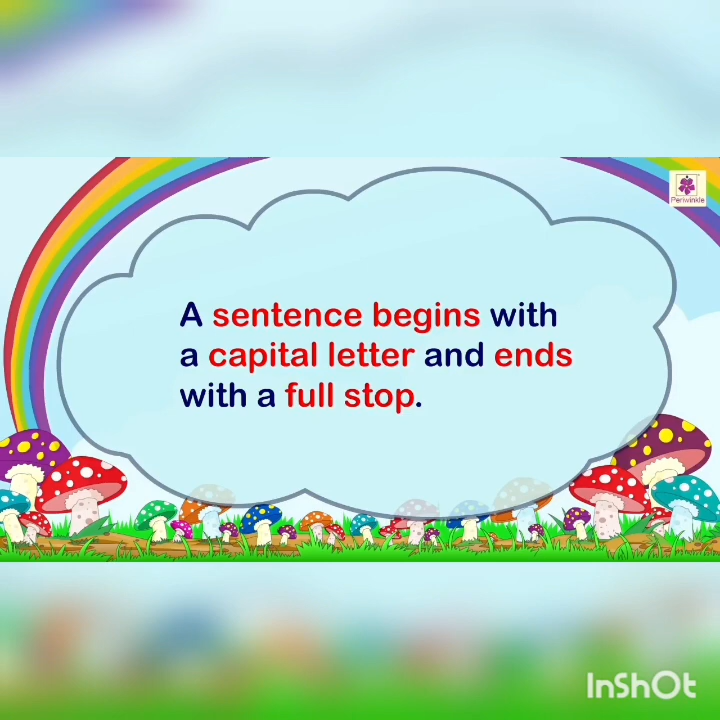 Periwinkle
A sentence begins with
a capital letter and ends
with a full stop.
InShOt